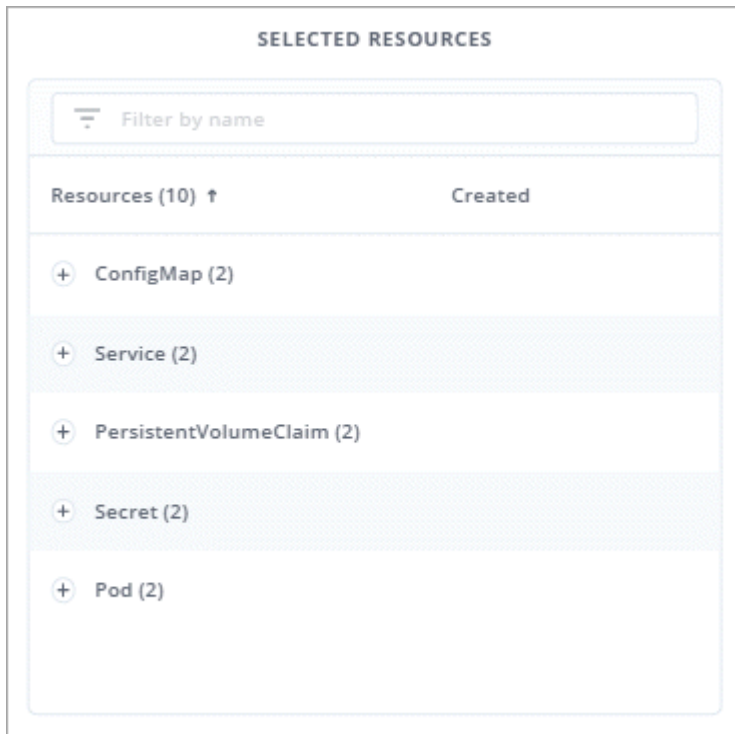 SELECTED RESOURCES
Filter by name
Resources (10) ↑ Created
ConfigMap (2)
Service (2)
PersistentVolumeClaim (2)
Secret (2)
Pod (2)